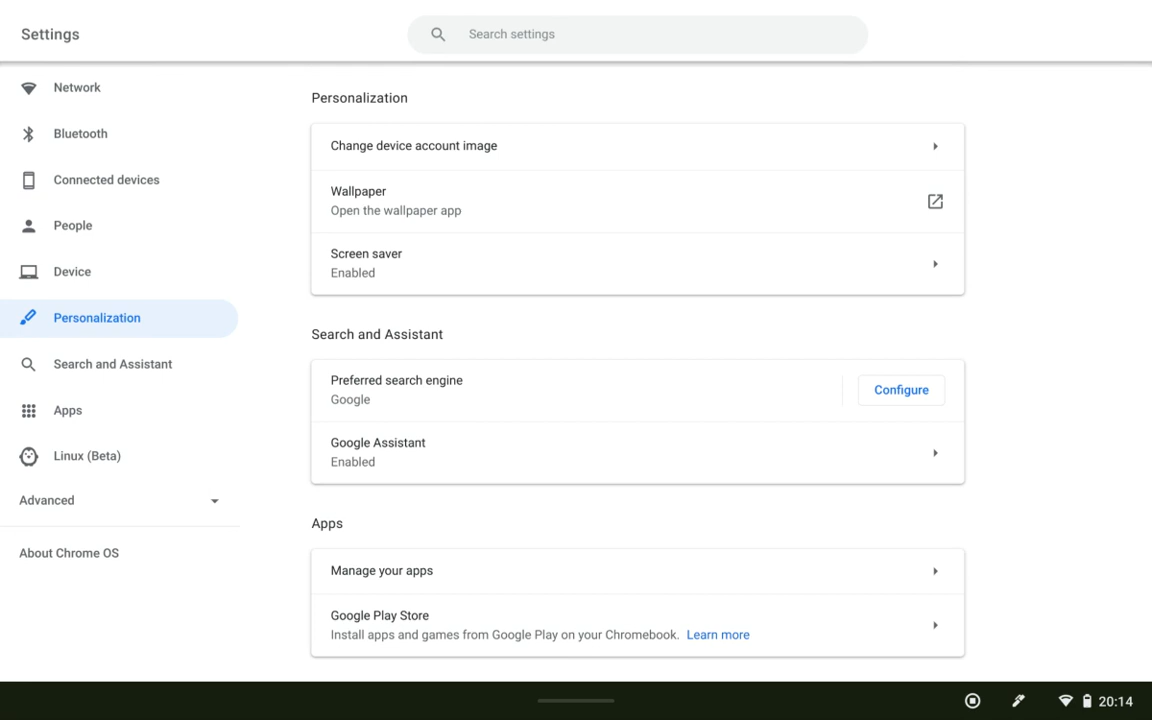 Settings
Search settings
Network
Bluetooth
Connected devices
People
Device
Personalization
Search and Assistant
Apps
Linux (Beta)
Advanced
About Chrome OS
Personalization
Change device account image
Wallpaper
Open the wallpaper app
Screen saver
Enabled
Search and Assistant
Preferred search engine
Google
Configure
Google Assistant
Enabled
Apps
Manage your apps
Google Play Store
Install apps and games from Google Play on your Chromebook. Learn more
20:14